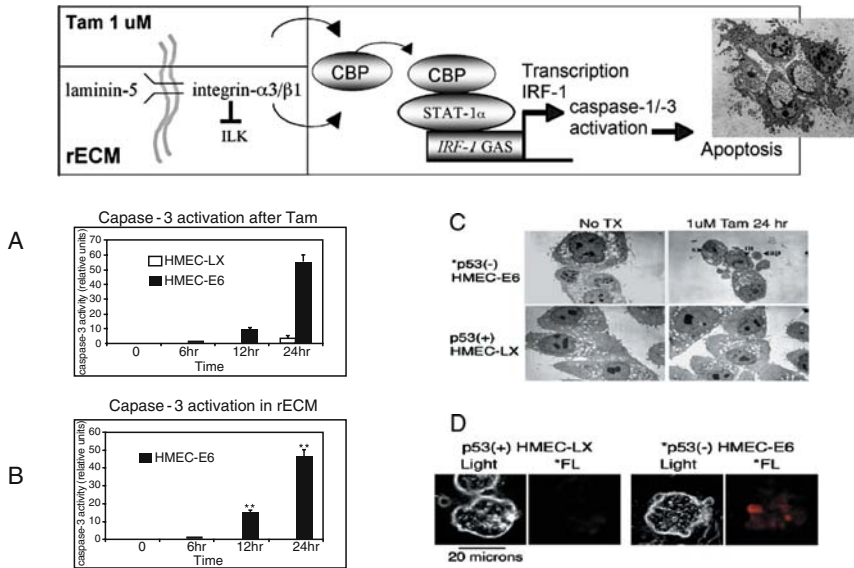 Tam 1 uM
laminin-5
integrin-α3/β1
ILK
rECM
CBP
CBP
STAT-1α
IRF-1 GAS
Transcription
IRF-1
caspase-1/-3
activation
Apoptosis
A
Capase - 3 activation after Tam
caspase-3 activity (relative units)
70
60
50
40
30
20
10
0
HMEC-LX
HMEC-E6
0
6hr
12hr
24hr
Time
B
Capase - 3 activation in rECM
caspase-3 activity (relative units)
60
50
40
30
20
10
0
HMEC-E6
**
**
0
6hr
12hr
24hr
Time
C
No TX
1uM Tam 24 hr
*p53(-)
HMEC-E6
p53(+)
HMEC-LX
D
p53(+) HMEC-LX
Light
*FL
*p53(-) HMEC-E6
Light
*FL
20 microns